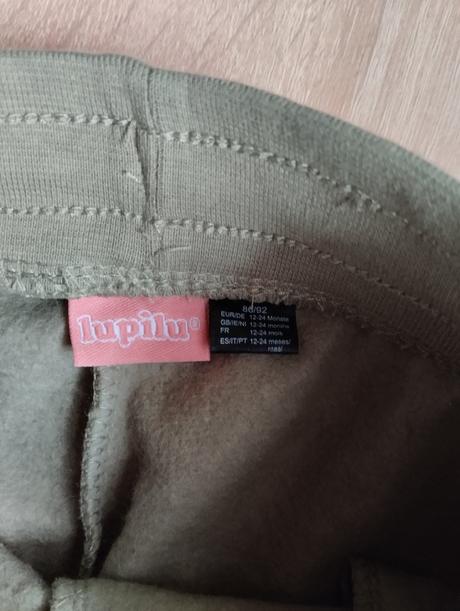 lupilu®
86/92
EUR/DE 12-24 Monate
GB/IE/NI 12-24 months
FR 12-24 mois
ES/IT/PT 12-24 meses/
mesi/